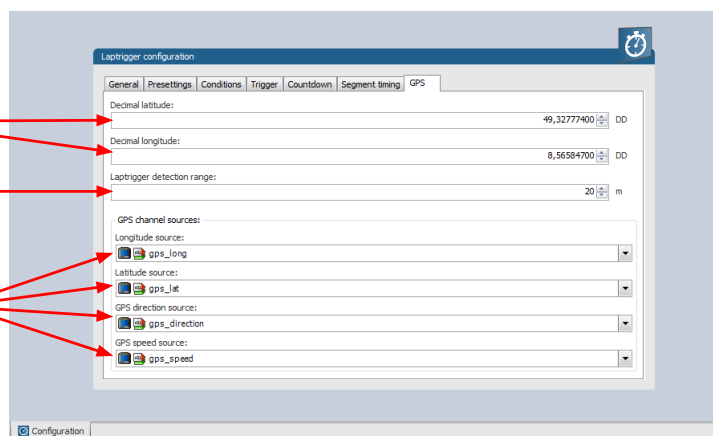 Laptrigger configuration
General Presettings Conditions Trigger Countdown Segment timing GPS
Decimal latitude:
49,32777400 DD
Decimal longitude:
8,56584700 DD
Laptrigger detection range:
20 m
GPS channel sources:
Longitude source:
gps_long
Latitude source:
gps_lat
GPS direction source:
gps_direction
GPS speed source:
gps_speed
Configuration